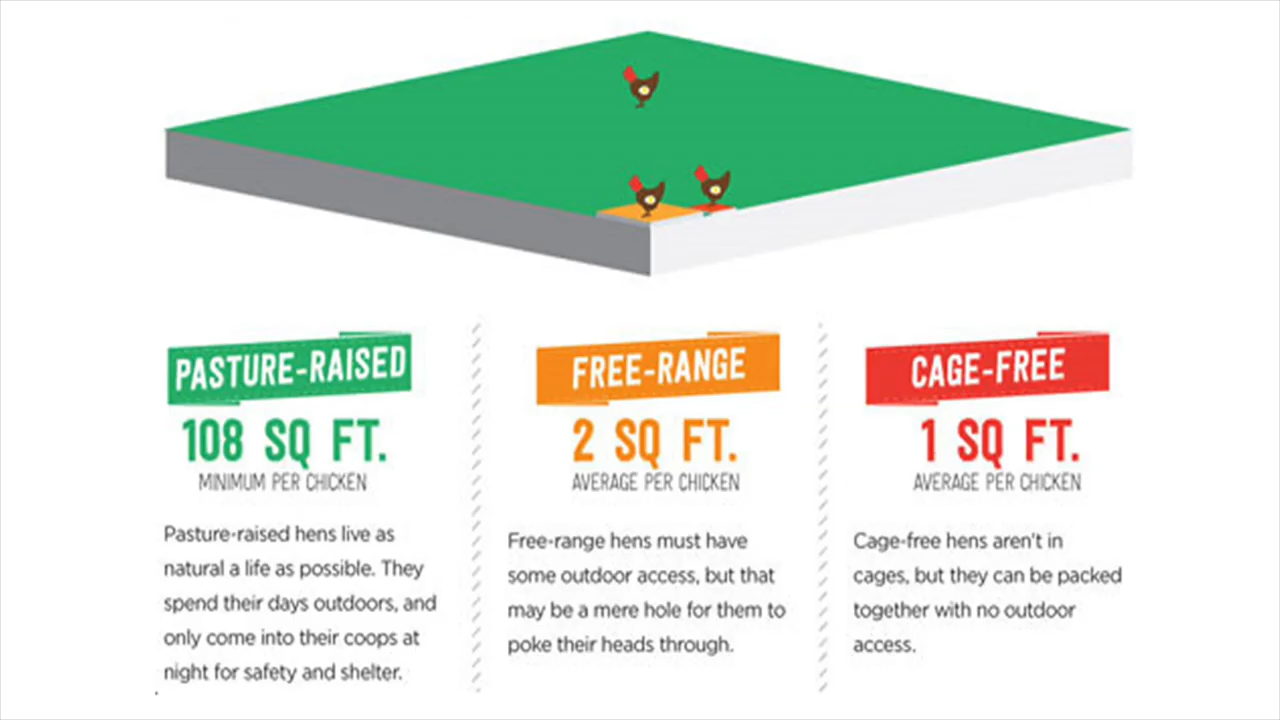 PASTURE-RAISED
108 SQ FT.
MINIMUM PER CHICKEN
Pasture-raised hens live as
natural a life as possible. They
spend their days outdoors, and
only come into their coops at
night for safety and shelter.
FREE-RANGE
2 SQ FT.
AVERAGE PER CHICKEN
Free-range hens must have
some outdoor access, but that
may be a mere hole for them to
poke their heads through.
CAGE-FREE
1 SQ FT.
AVERAGE PER CHICKEN
Cage-free hens aren't in
cages, but they can be packed
together with no outdoor
access.